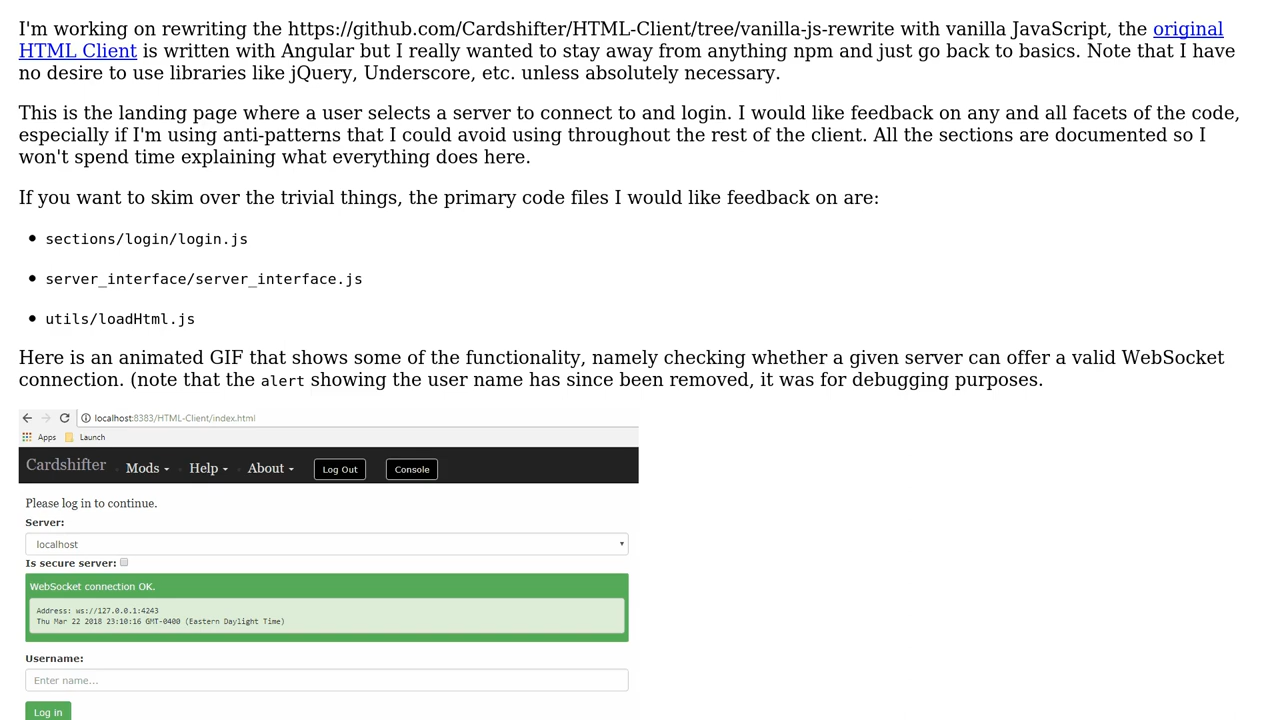 I'm working on rewriting the https://github.com/Cardshifter/HTML-Client/tree/vanilla-js-rewrite with vanilla JavaScript, the original
HTML Client is written with Angular but I really wanted to stay away from anything npm and just go back to basics. Note that I have
no desire to use libraries like jQuery, Underscore, etc. unless absolutely necessary.
This is the landing page where a user selects a server to connect to and login. I would like feedback on any and all facets of the code,
especially if I'm using anti-patterns that I could avoid using throughout the rest of the client. All the sections are documented so I
won't spend time explaining what everything does here.
If you want to skim over the trivial things, the primary code files I would like feedback on are:
• sections/login/login.js
• server_interface/server_interface.js
• utils/loadHtml.js
Here is an animated GIF that shows some of the functionality, namely checking whether a given server can offer a valid WebSocket
connection. (note that the alert showing the user name has since been removed, it was for debugging purposes.
localhost:8383/HTML-Client/index.html
Apps Launch
Cardshifter Mods Help About Log Out Console
Please log in to continue.
Server:
localhost
Is secure server:
WebSocket connection OK.
Address: ws://127.0.0.1:4243
Thu Mar 22 2018 23:10:16 GMT-0400 (Eastern Daylight Time)
Username:
Enter name...
Log in